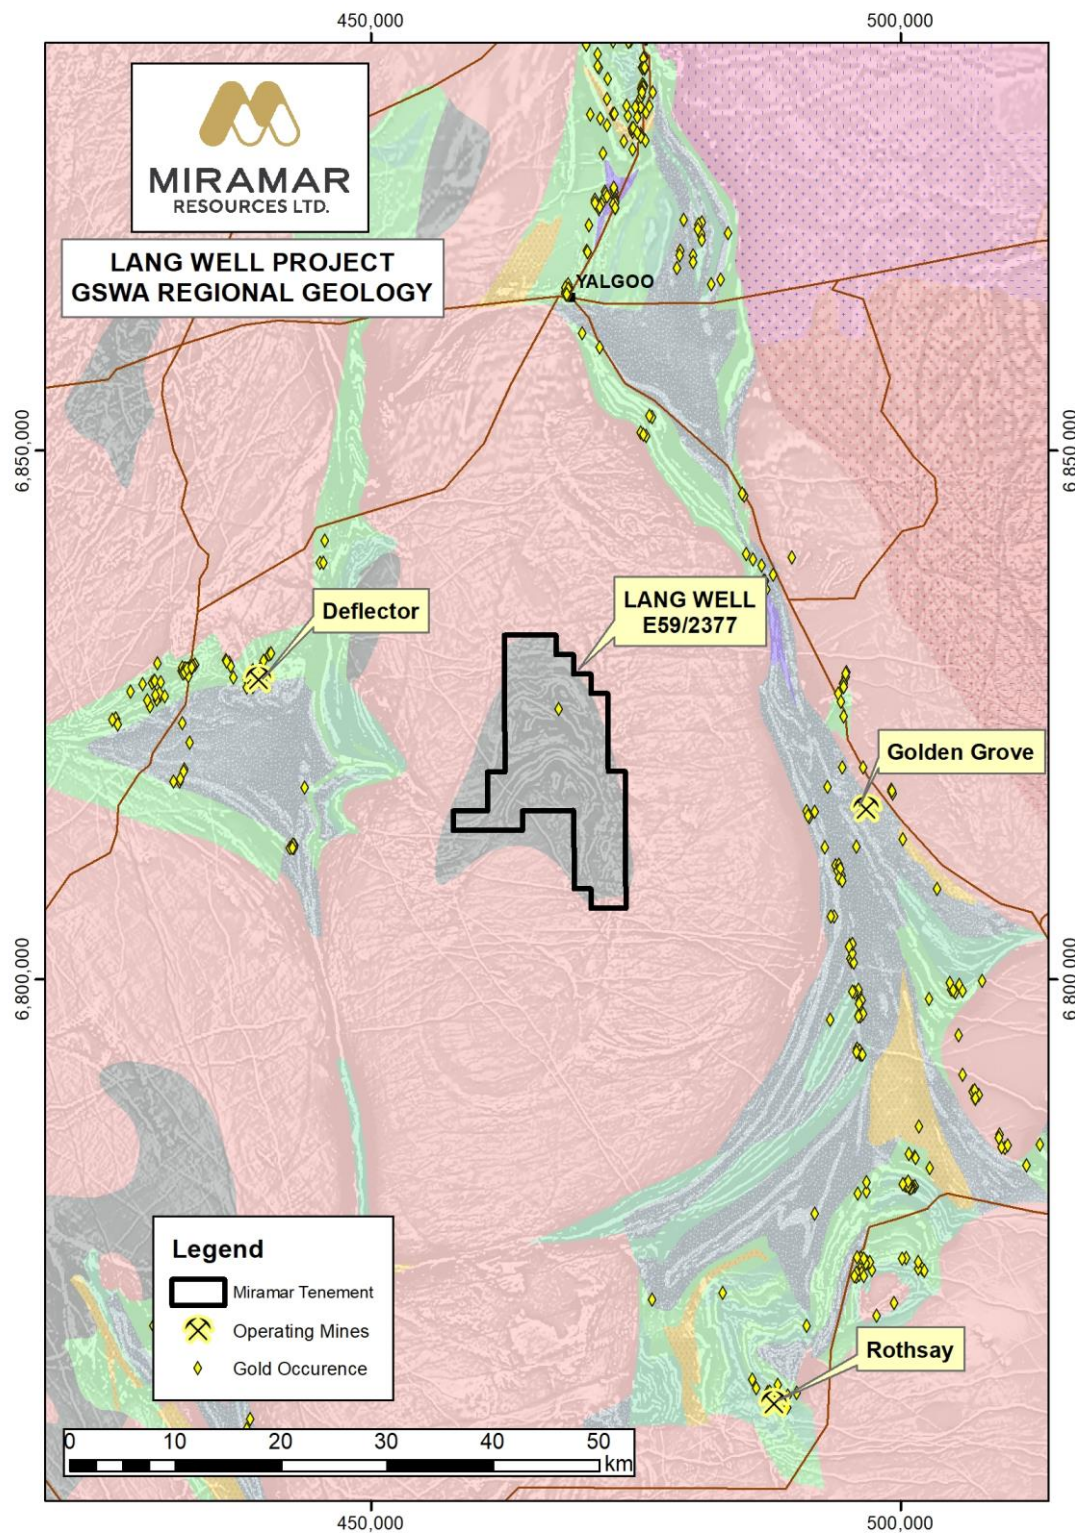 450,000
500,000
MIRAMAR
RESOURCES LTD.
LANG WELL PROJECT
GSWA REGIONAL GEOLOGY
YALGOO
6,850,000
6,850,000
LANG WELL
E59/2377
Deflector
Golden Grove
6,800,000
6,800,000
Legend
Miramar Tenement
Operating Mines
Gold Occurence
Rothsay
0 10 20 30 40 50
km
450,000
500,000